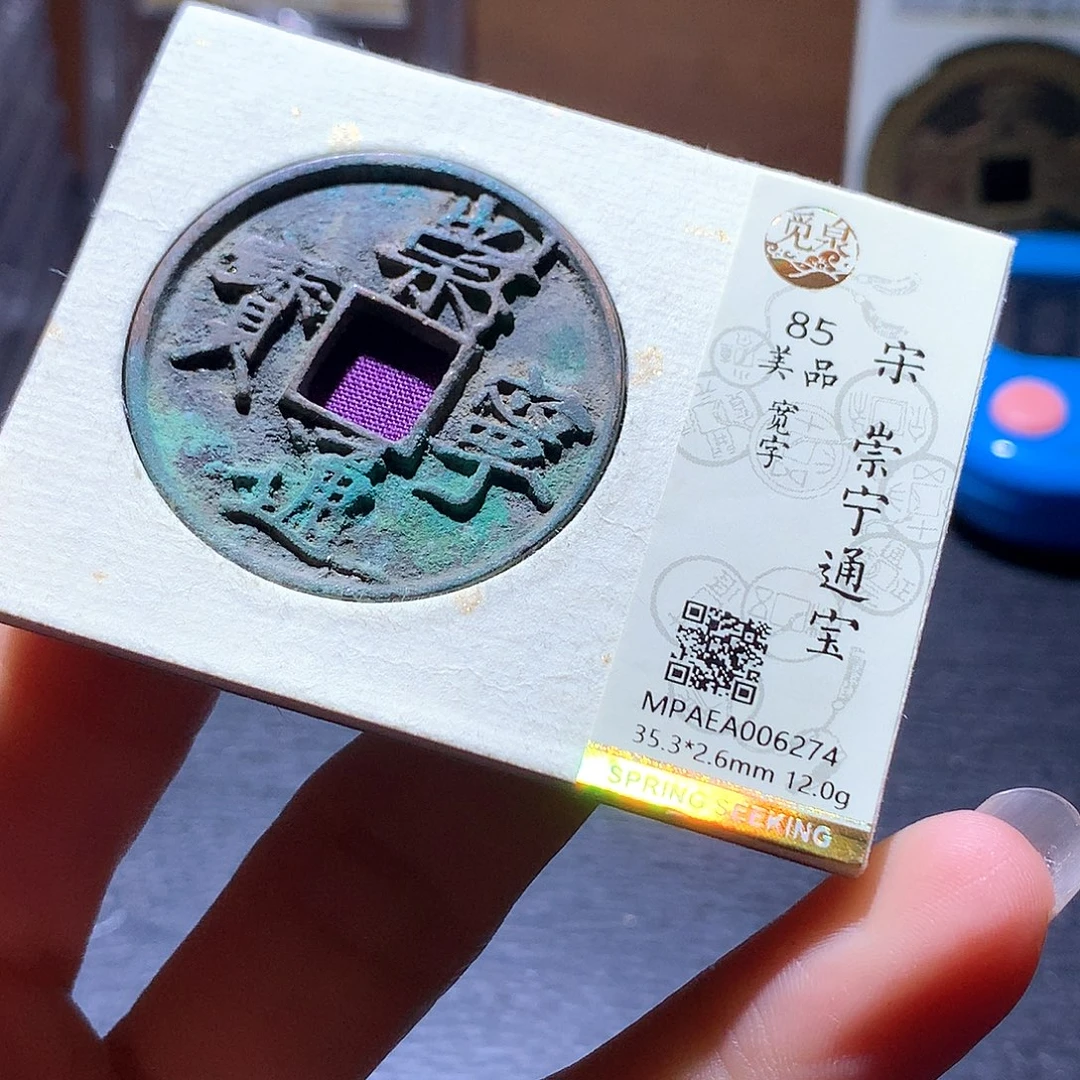 崇寧通寶
觅泉
85
美品
宽字
宋 崇宁通宝
MPAEA006274
35.3*2.6mm 12.0g
SPRING SEEKING